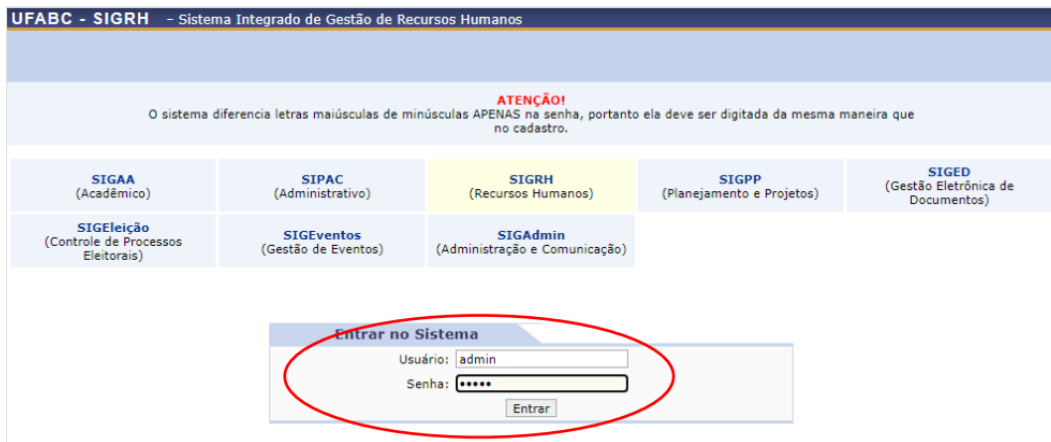 UFABC - SIGRH - Sistema Integrado de Gestão de Recursos Humanos
ATENÇÃO!
O sistema diferencia letras maiúsculas de minúsculas APENAS na senha, portanto ela deve ser digitada da mesma maneira que
no cadastro.
SIGAA
(Acadêmico)
SIPAC
(Administrativo)
SIGRH
(Recursos Humanos)
SIGPP
(Planejamento e Projetos)
SIGED
(Gestão Eletrônica de
Documentos)
SIGEleição
(Controle de Processos
Eleitorais)
SIGEventos
(Gestão de Eventos)
SIGAdmin
(Administração e Comunicação)
Entrar no Sistema
Usuário: admin
Senha: •••••
Entrar